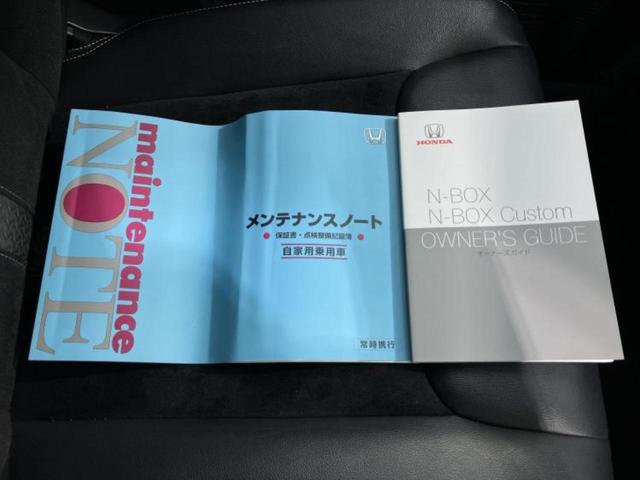 maintenance
NOTE
メンテナンスノート
保証書・点検整備記録簿
自家用乗用車
常時携行
HONDA
N-BOX
N-BOX Custom
OWNER'S GUIDE
オーナーズガイド